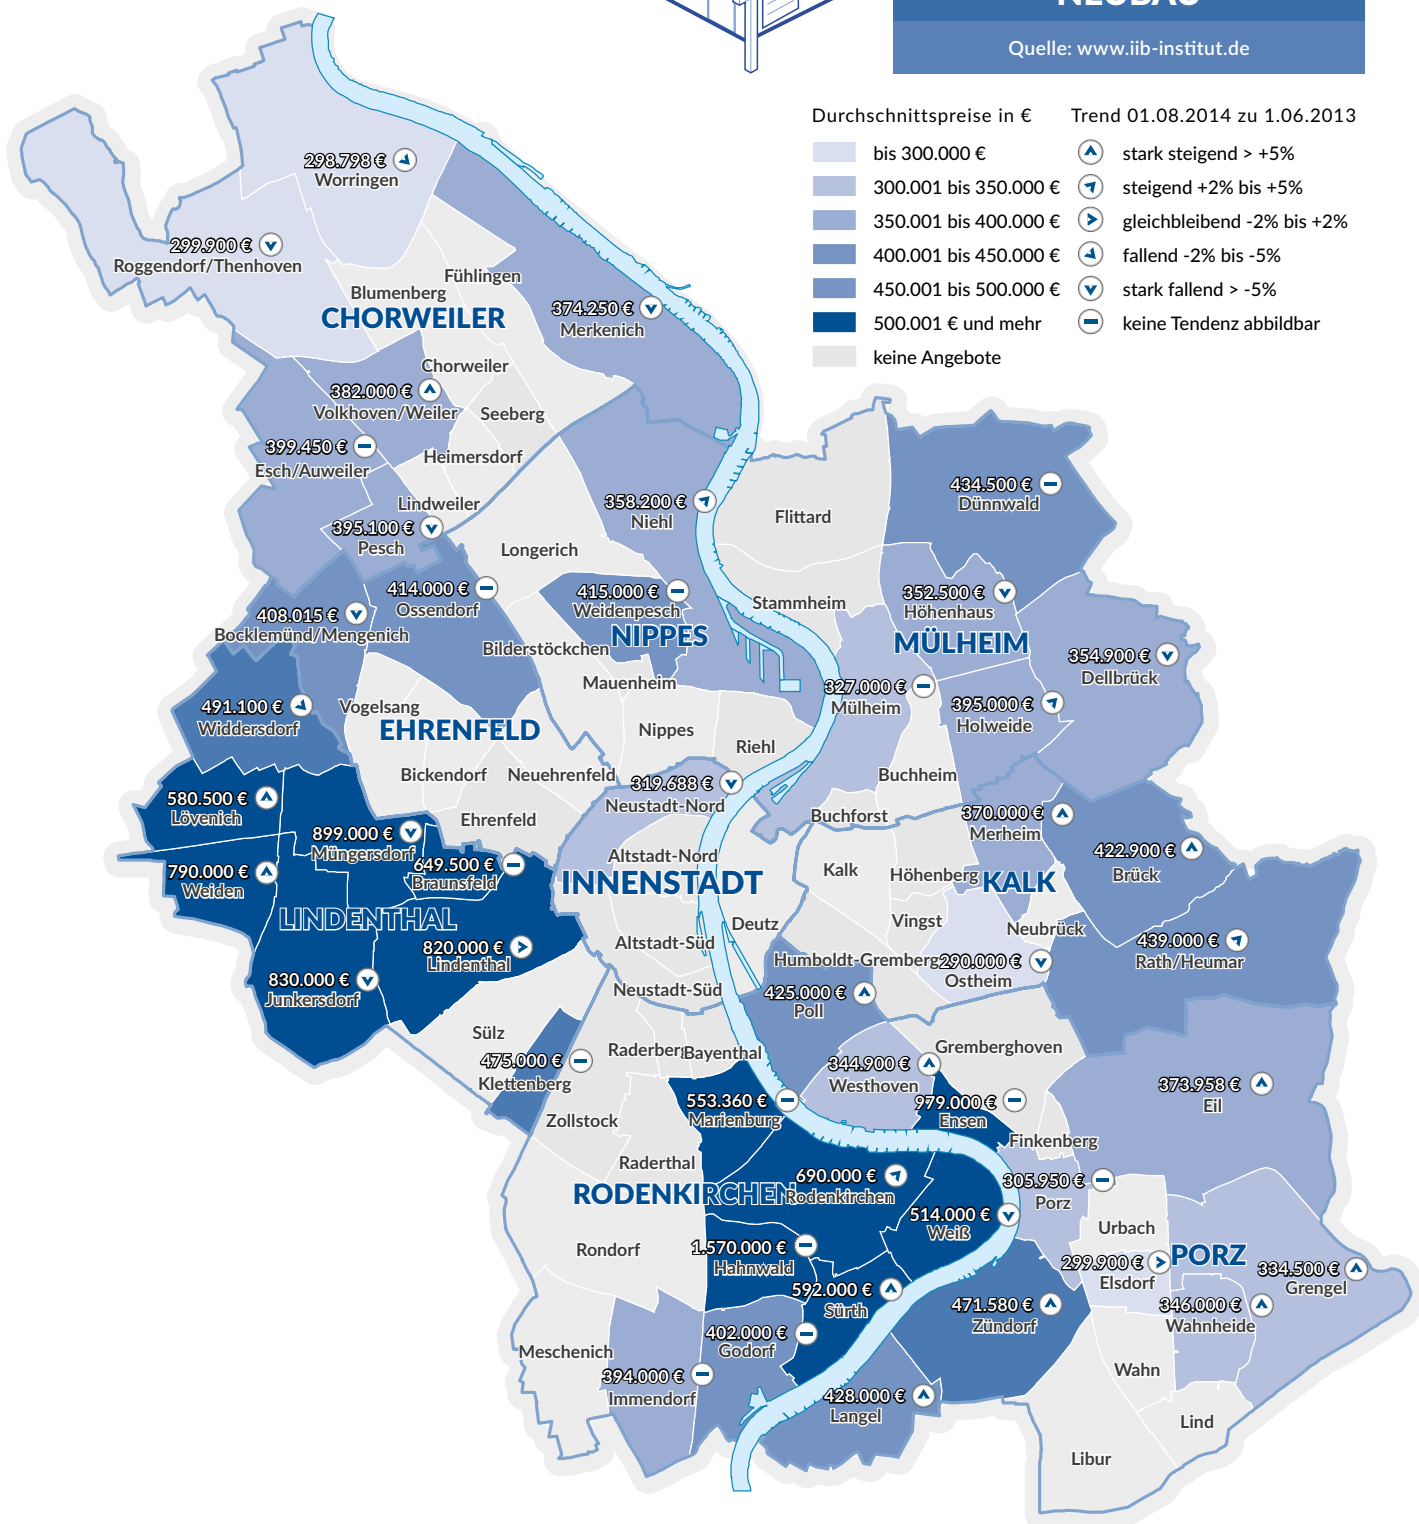 NEUBAU
Quelle: www.iib-institut.de
Durchschnittspreise in €
bis 300.000 €
300.001 bis 350.000 €
350.001 bis 400.000 €
400.001 bis 450.000 €
450.001 bis 500.000 €
500.001 € und mehr
keine Angebote
Trend 01.08.2014 zu 1.06.2013
stark steigend > +5%
steigend +2% bis +5%
gleichbleibend -2% bis +2%
fallend -2% bis -5%
stark fallend > -5%
keine Tendenz abbildbar
298.798 €
Worringen
299.900 €
Roggendorf/Thenhoven
Fühlingen
Blumenberg
CHORWEILER
374.250 €
Merkenich
Chorweiler
382.000 €
Volkhoven/Weiler
Seeberg
399.450 €
Esch/Auweiler
Heimersdorf
Lindweiler
395.100 €
Pesch
358.200 €
Niehl
Longerich
Flittard
434.500 €
Dünnwald
414.000 €
Ossendorf
415.000 €
Weidenpesch
NIPPES
Stammheim
352.500 €
Höhenhaus
MÜLHEIM
408.015 €
Bocklemünd/Mengenich
Bilderstöckchen
Mauenheim
354.900 €
Dellbrück
327.000 €
Mülheim
395.000 €
Holweide
491.100 €
Widdersdorf
Vogelsang
EHRENFELD
Nippes
Riehl
Bickendorf
Neuehrenfeld
319.688 €
Neustadt-Nord
Buchheim
Buchforst
580.500 €
Lövenich
Ehrenfeld
370.000 €
Merheim
899.000 €
Müngersdorf
649.500 €
Braunsfeld
Altstadt-Nord
INNENSTADT
422.900 €
Brück
790.000 €
Weiden
Kalk
Höhenberg
KALK
LINDENTHAL
Deutz
Vingst
Neubrück
820.000 €
Lindenthal
Altstadt-Süd
439.000 €
Rath/Heumar
Humboldt-Gremberg
290.000 €
Ostheim
830.000 €
Junkersdorf
Neustadt-Süd
425.000 €
Poll
Sülz
Raderberg
Bayenthal
Gremberghoven
475.000 €
Klettenberg
344.900 €
Westhoven
373.958 €
Eil
553.360 €
Marienburg
979.000 €
Ensen
Zollstock
Finkenberg
Raderthal
690.000 €
Rodenkirchen
RODENKIRCHEN
305.950 €
Porz
514.000 €
Weiß
Urbach
Rondorf
1.570.000 €
Hahnwald
299.900 €
Elsdorf
PORZ
334.500 €
Grengel
592.000 €
Sürth
471.580 €
Zündorf
346.000 €
Wahnheide
402.000 €
Godorf
Meschenich
394.000 €
Immendorf
Wahn
428.000 €
Langel
Lind
Libur